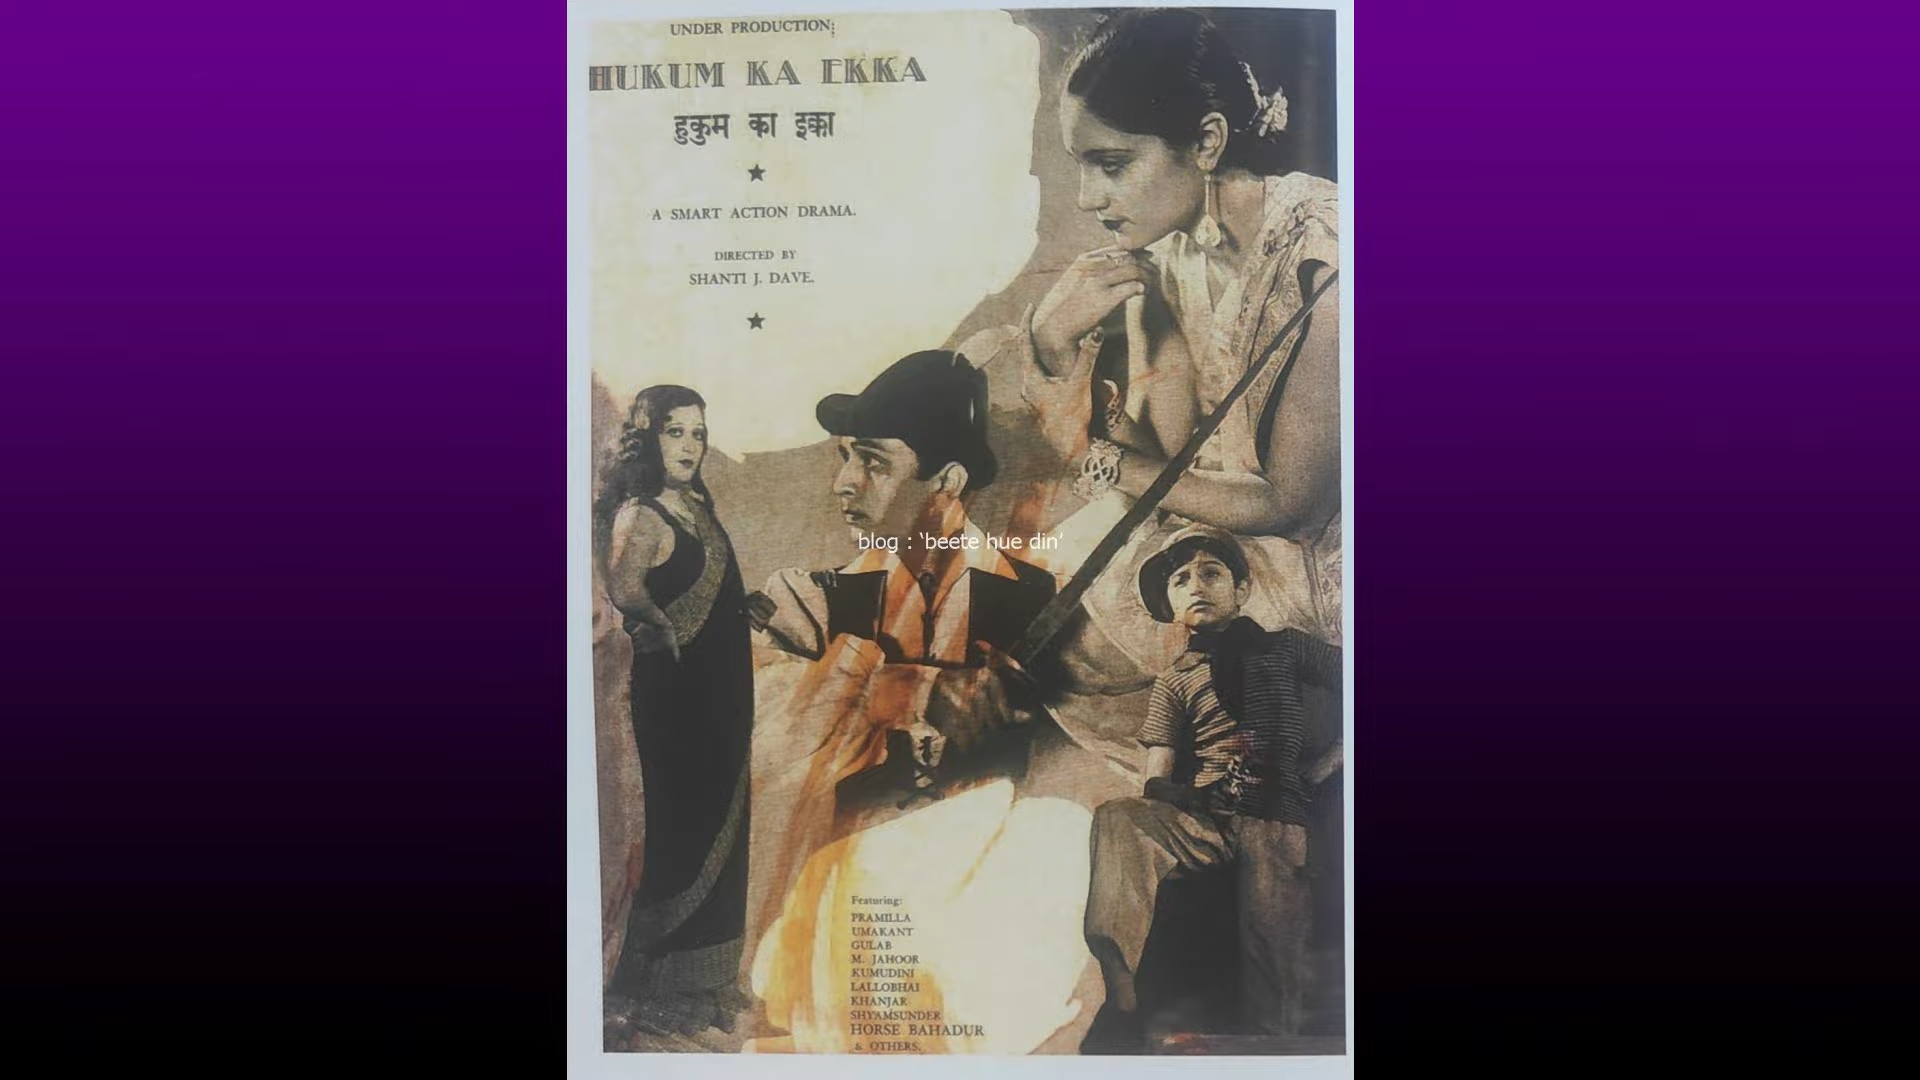 UNDER PRODUCTION;
HUKUM KA EKKA
हुकुम का इक्का
A SMART ACTION DRAMA.
DIRECTED BY
SHANTI J. DAVE.
blog : ‘beete hue din’
Featuring:
PRAMILLA
UMAKANT
GULAB
M. JAHOOR
KUMUDINI
LALLOBHAI
KHANJAR
SHYAMSUNDER
HORSE BAHADUR
& OTHERS.